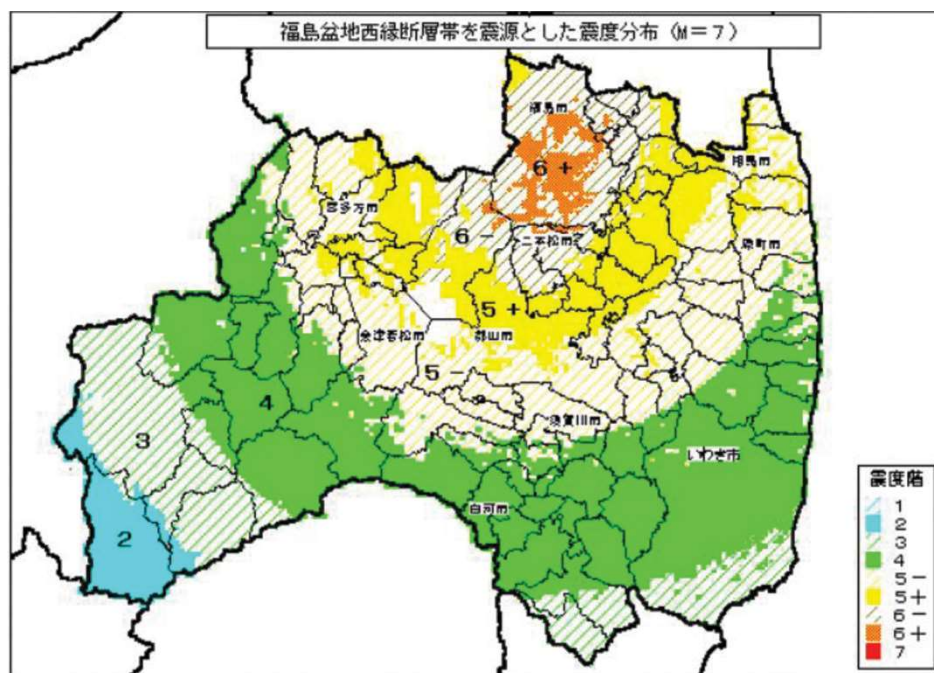 福島盆地西縁断層帯を震源とした震度分布（M＝７）
福島市
6＋
相馬市
喜多方市
6－
二本松市
原町市
5＋
会津若松市
郡山市
5－
4
須賀川市
3
いわき市
白河市
2
震度階
1
2
3
4
5－
5＋
6－
6＋
7